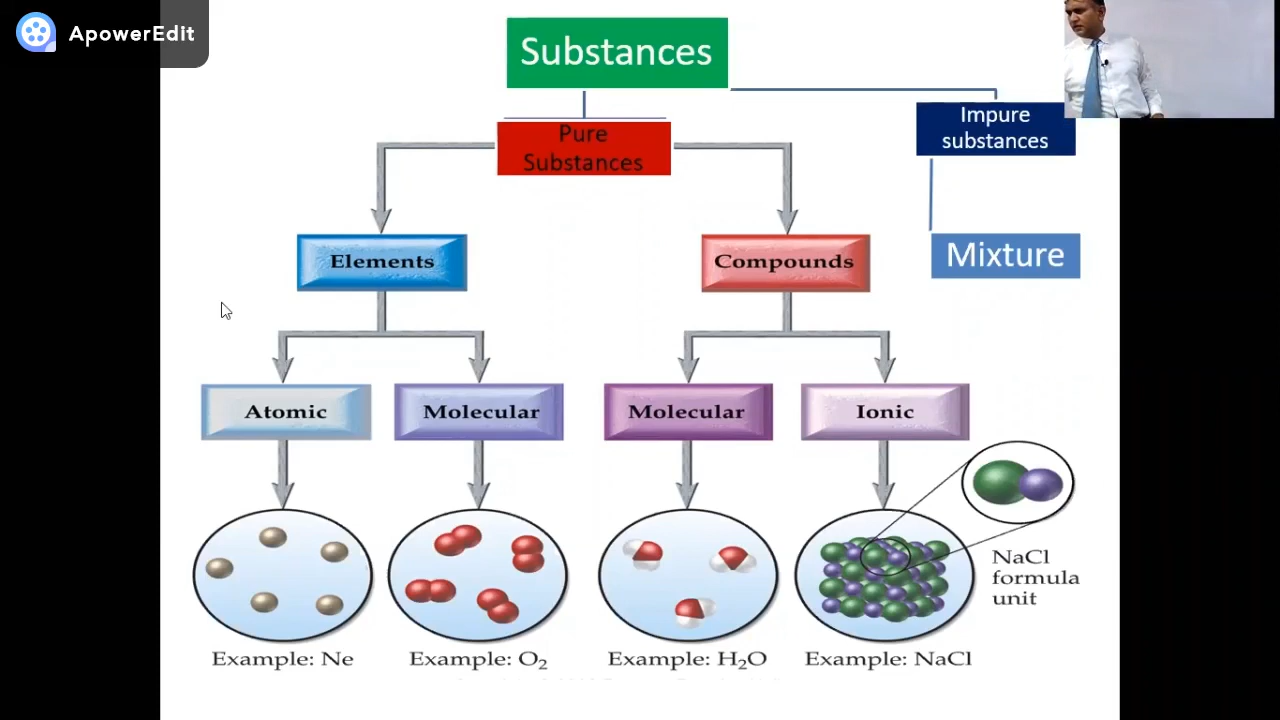 ApowerEdit
Substances
Pure
Substances
Impure
substances
Elements
Compounds
Mixture
Atomic
Molecular
Molecular
Ionic
NaCl
formula
unit
Example: Ne
Example: O₂
Example: H₂O
Example: NaCl